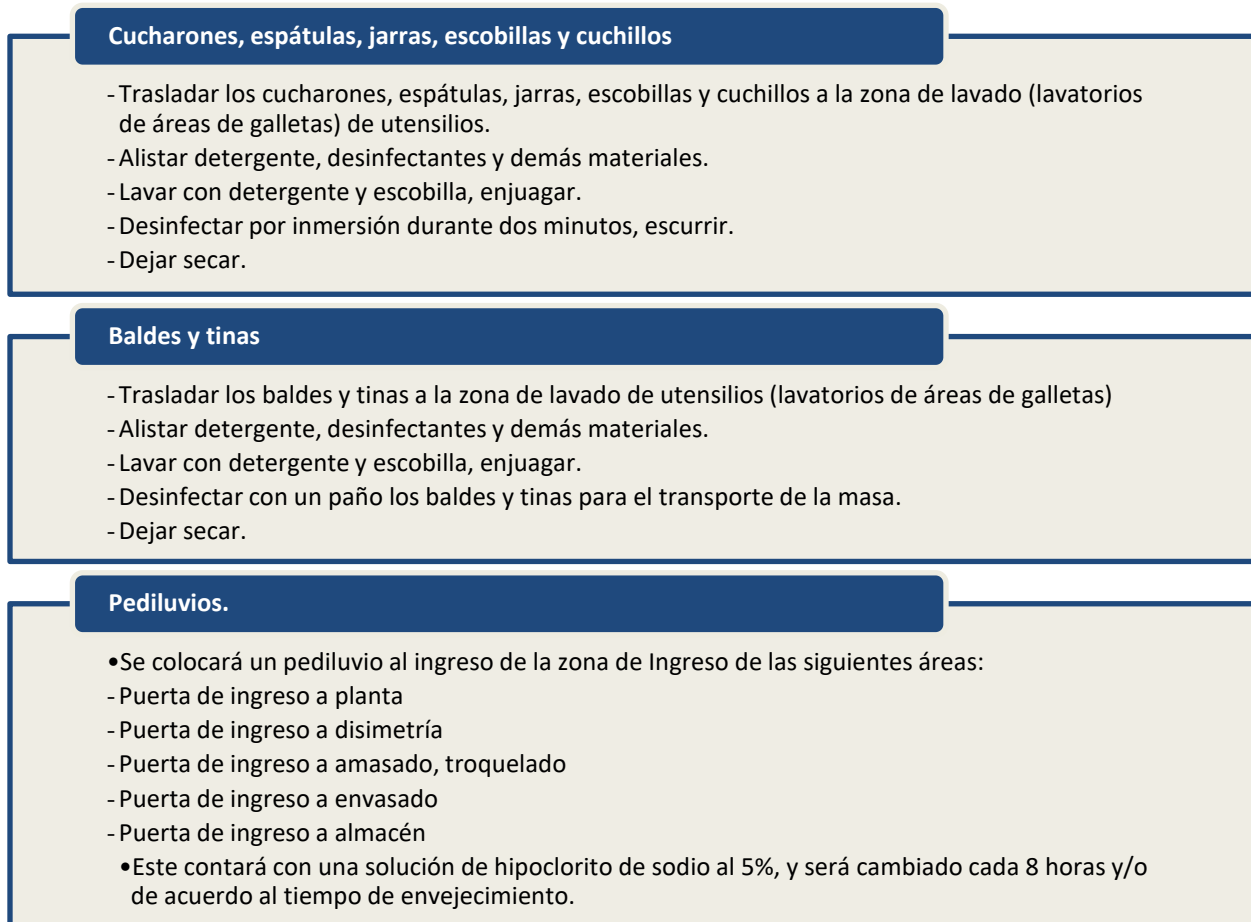 Cucharones, espátulas, jarras, escobillas y cuchillos
- Trasladar los cucharones, espátulas, jarras, escobillas y cuchillos a la zona de lavado (lavatorios
de áreas de galletas) de utensilios.
- Alistar detergente, desinfectantes y demás materiales.
- Lavar con detergente y escobilla, enjuagar.
- Desinfectar por inmersión durante dos minutos, escurrir.
- Dejar secar.
Baldes y tinas
- Trasladar los baldes y tinas a la zona de lavado de utensilios (lavatorios de áreas de galletas)
- Alistar detergente, desinfectantes y demás materiales.
- Lavar con detergente y escobilla, enjuagar.
- Desinfectar con un paño los baldes y tinas para el transporte de la masa.
- Dejar secar.
Pediluvios.
•Se colocará un pediluvio al ingreso de la zona de Ingreso de las siguientes áreas:
- Puerta de ingreso a planta
- Puerta de ingreso a disimetría
- Puerta de ingreso a amasado, troquelado
- Puerta de ingreso a envasado
- Puerta de ingreso a almacén
•Este contará con una solución de hipoclorito de sodio al 5%, y será cambiado cada 8 horas y/o
de acuerdo al tiempo de envejecimiento.